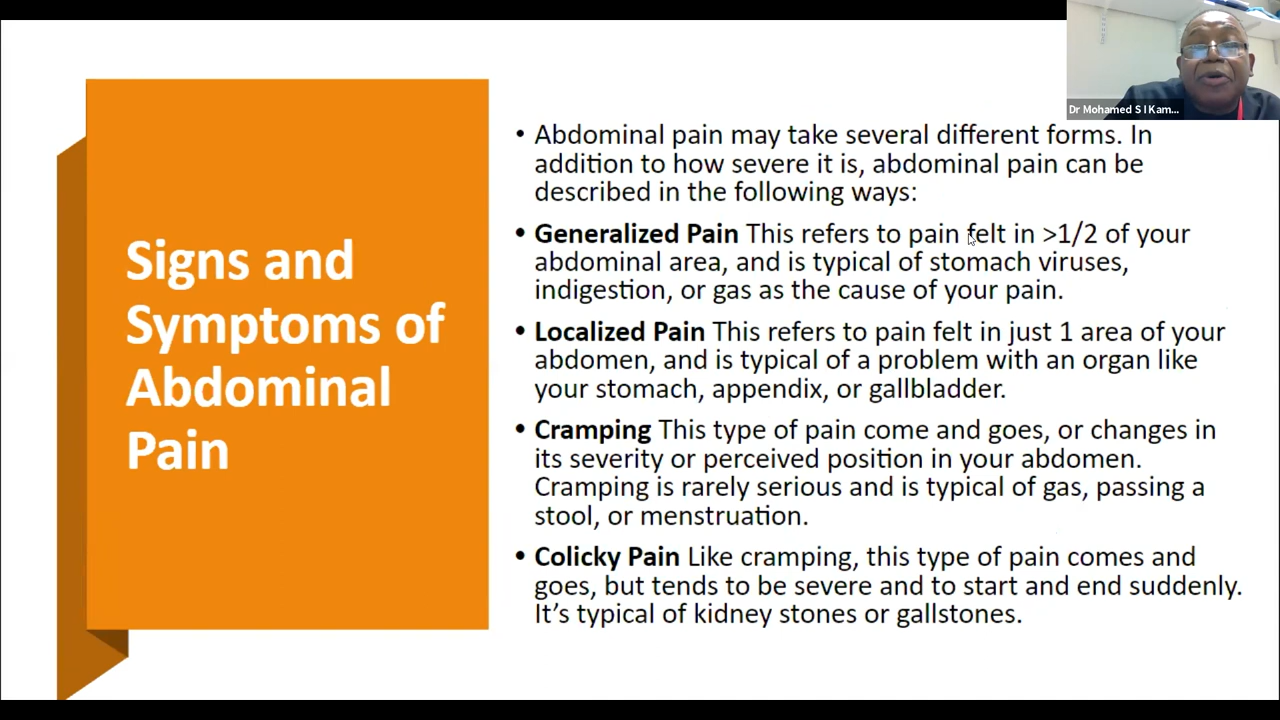 Dr Mohamed S I Kam...
Signs and
Symptoms of
Abdominal
Pain
• Abdominal pain may take several different forms. In
addition to how severe it is, abdominal pain can be
described in the following ways:
• Generalized Pain This refers to pain felt in >1/2 of your
abdominal area, and is typical of stomach viruses,
indigestion, or gas as the cause of your pain.
• Localized Pain This refers to pain felt in just 1 area of your
abdomen, and is typical of a problem with an organ like
your stomach, appendix, or gallbladder.
• Cramping This type of pain come and goes, or changes in
its severity or perceived position in your abdomen.
Cramping is rarely serious and is typical of gas, passing a
stool, or menstruation.
• Colicky Pain Like cramping, this type of pain comes and
goes, but tends to be severe and to start and end suddenly.
It’s typical of kidney stones or gallstones.